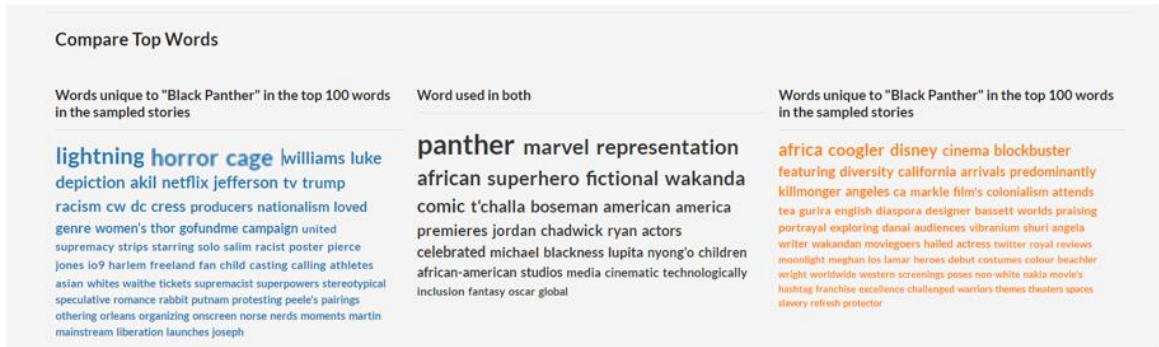 Compare Top Words
Words unique to "Black Panther" in the top 100 words
in the sampled stories
lightning horror cage williams luke
depiction akil netflix jefferson tv trump
racism cw dc cress producers nationalism loved
genre women's thor gofundme campaign united
supremacy strips starring solo salim racist poster pierce
jones io9 harlem freeland fan child casting calling athletes
asian whites waithe tickets supremacist superpowers stereotypical
speculative romance rabbit putnam protesting peele's pairings
othering orleans organizing onscreen norse nerds moments martin
mainstream liberation launches joseph
Word used in both
panther marvel representation
african superhero fictional wakanda
comic t'challa boseman american america
premieres jordan chadwick ryan actors
celebrated michael blackness lupita nyong'o children
african-american studios media cinematic technologically
inclusion fantasy oscar global
Words unique to "Black Panther" in the top 100 words
in the sampled stories
africa coogler disney cinema blockbuster
featuring diversity california arrivals predominantly
killmonger angeles ca markle film's colonialism attends
tea gurira english diaspora designer bassett worlds praising
portrayal exploring danai audiences vibranium shuri angela
writer wakandan moviegoers hailed actress twitter royal reviews
moonlight meghan los lamar heroes debut costumes colour beachler
wright worldwide western screenings poses non-white nakia movie's
hashtag franchise excellence challenged warriors themes theaters spaces
slavery refresh protector